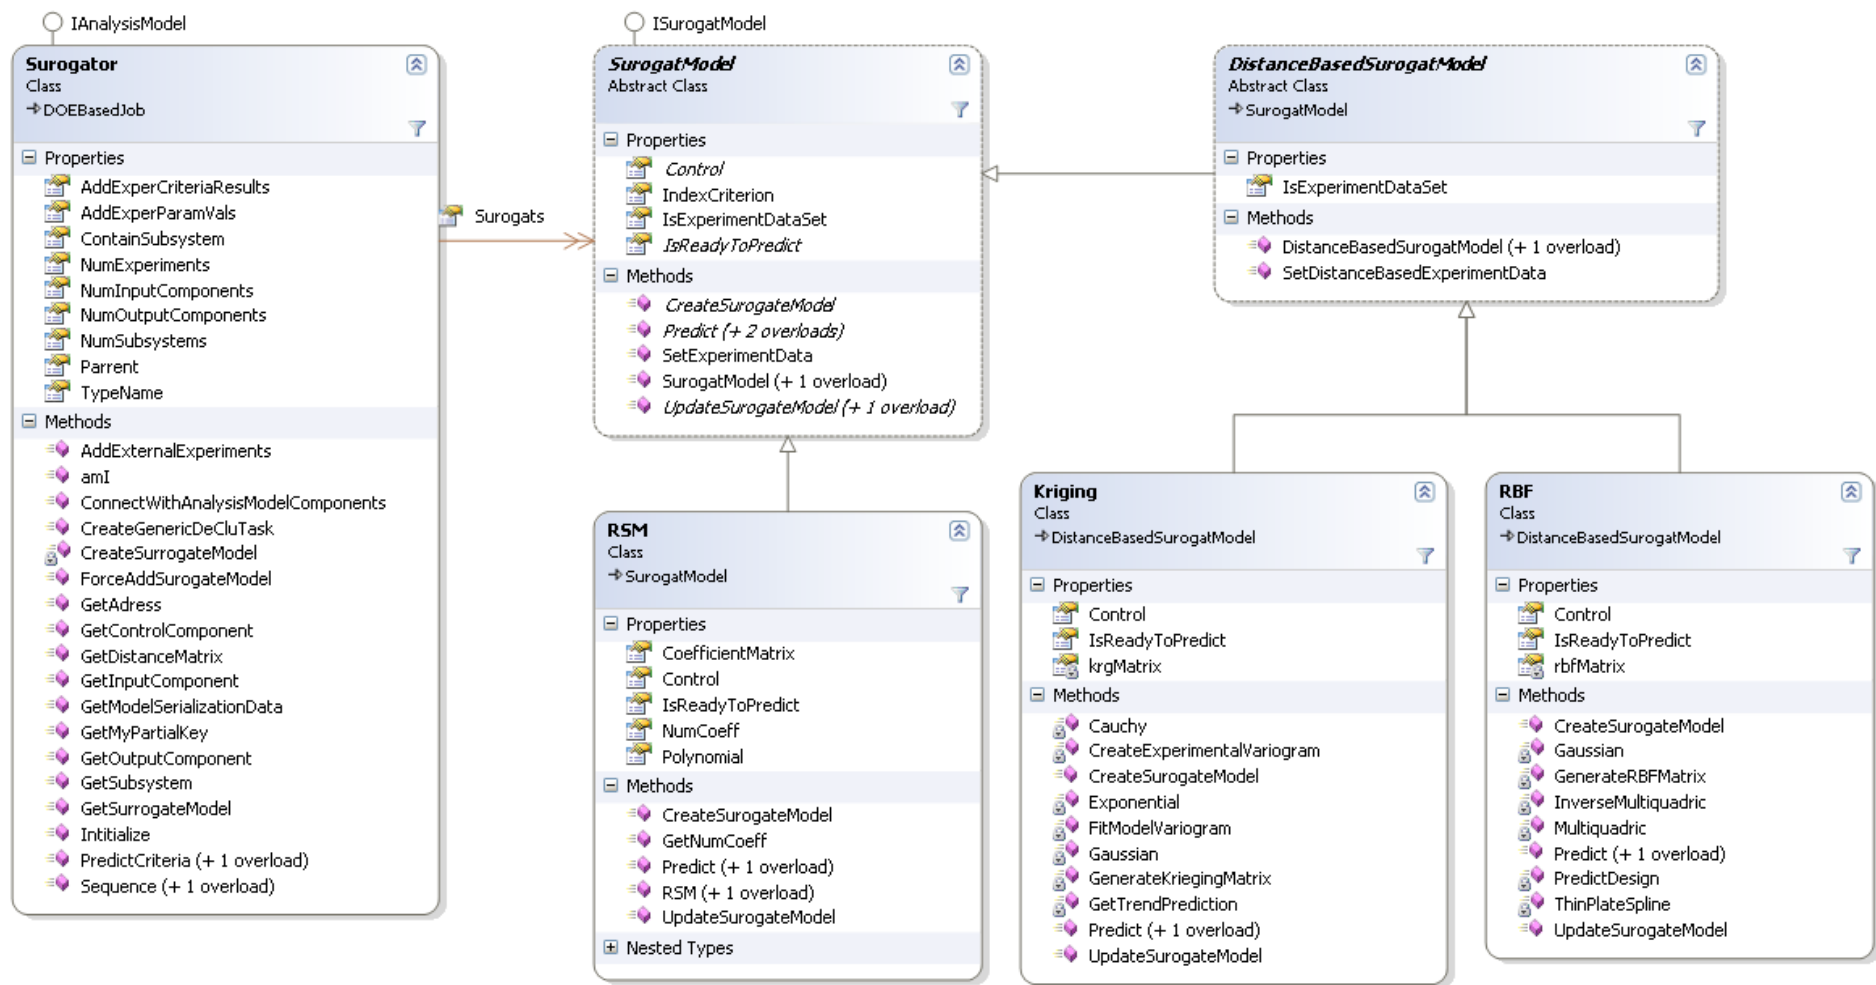 IAnalysisModel
Surogator
Class
DOEBasedJob
Properties
AddExperCriteriaResults
AddExperParamVals
ContainSubsystem
NumExperiments
NumInputComponents
NumOutputComponents
NumSubsystems
Parrent
TypeName
Methods
AddExternalExperiments
amI
ConnectWithAnalysisModelComponents
CreateGenericDeCluTask
CreateSurrogateModel
ForceAddSurogateModel
GetAdress
GetControlComponent
GetDistanceMatrix
GetInputComponent
GetModelSerializationData
GetMyPartialKey
GetOutputComponent
GetSubsystem
GetSurrogateModel
Intitialize
PredictCriteria (+ 1 overload)
Sequence (+ 1 overload)
Surogats
ISurogatModel
SurogatModel
Abstract Class
Properties
Control
IndexCriterion
IsExperimentDataSet
IsReadyToPredict
Methods
CreateSurogateModel
Predict (+ 2 overloads)
SetExperimentData
SurogatModel (+ 1 overload)
UpdateSurogateModel (+ 1 overload)
DistanceBasedSurogatModel
Abstract Class
SurogatModel
Properties
IsExperimentDataSet
Methods
DistanceBasedSurogatModel (+ 1 overload)
SetDistanceBasedExperimentData
RSM
Class
SurogatModel
Properties
CoefficientMatrix
Control
IsReadyToPredict
NumCoeff
Polynomial
Methods
CreateSurogateModel
GetNumCoeff
Predict (+ 1 overload)
RSM (+ 1 overload)
UpdateSurogateModel
Nested Types
Kriging
Class
DistanceBasedSurogatModel
Properties
Control
IsReadyToPredict
krgMatrix
Methods
Cauchy
CreateExperimentalVariogram
CreateSurogateModel
Exponential
FitModelVariogram
Gaussian
GenerateKriegingMatrix
GetTrendPrediction
Predict (+ 1 overload)
UpdateSurogateModel
RBF
Class
DistanceBasedSurogatModel
Properties
Control
IsReadyToPredict
rbfMatrix
Methods
CreateSurogateModel
Gaussian
GenerateRBFMatrix
InverseMultiquadric
Multiquadric
Predict (+ 1 overload)
PredictDesign
ThinPlateSpline
UpdateSurogateModel